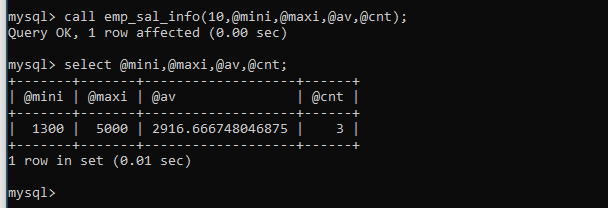 mysql> call emp_sal_info(10,@mini,@maxi,@av,@cnt);
Query OK, 1 row affected (0.00 sec)
mysql> select @mini,@maxi,@av,@cnt;
+-------+-------+-------------------+------+
| @mini | @maxi | @av               | @cnt |
+-------+-------+-------------------+------+
|  1300 |  5000 | 2916.666748046875 |    3 |
+-------+-------+-------------------+------+
1 row in set (0.01 sec)
mysql>